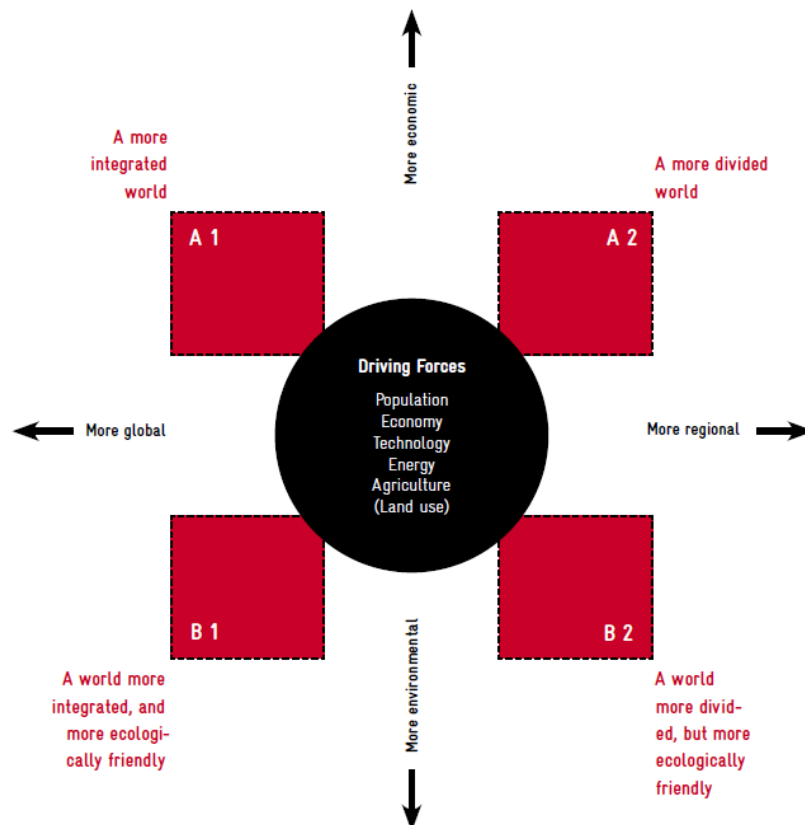 More economic
A more
integrated
world
A more divided
world
A 1
A 2
Driving Forces
Population
Economy
Technology
Energy
Agriculture
(Land use)
More global
More regional
B 1
B 2
More environmental
A world more
integrated, and
more ecologi-
cally friendly
A world
more divid-
ed, but more
ecologically
friendly